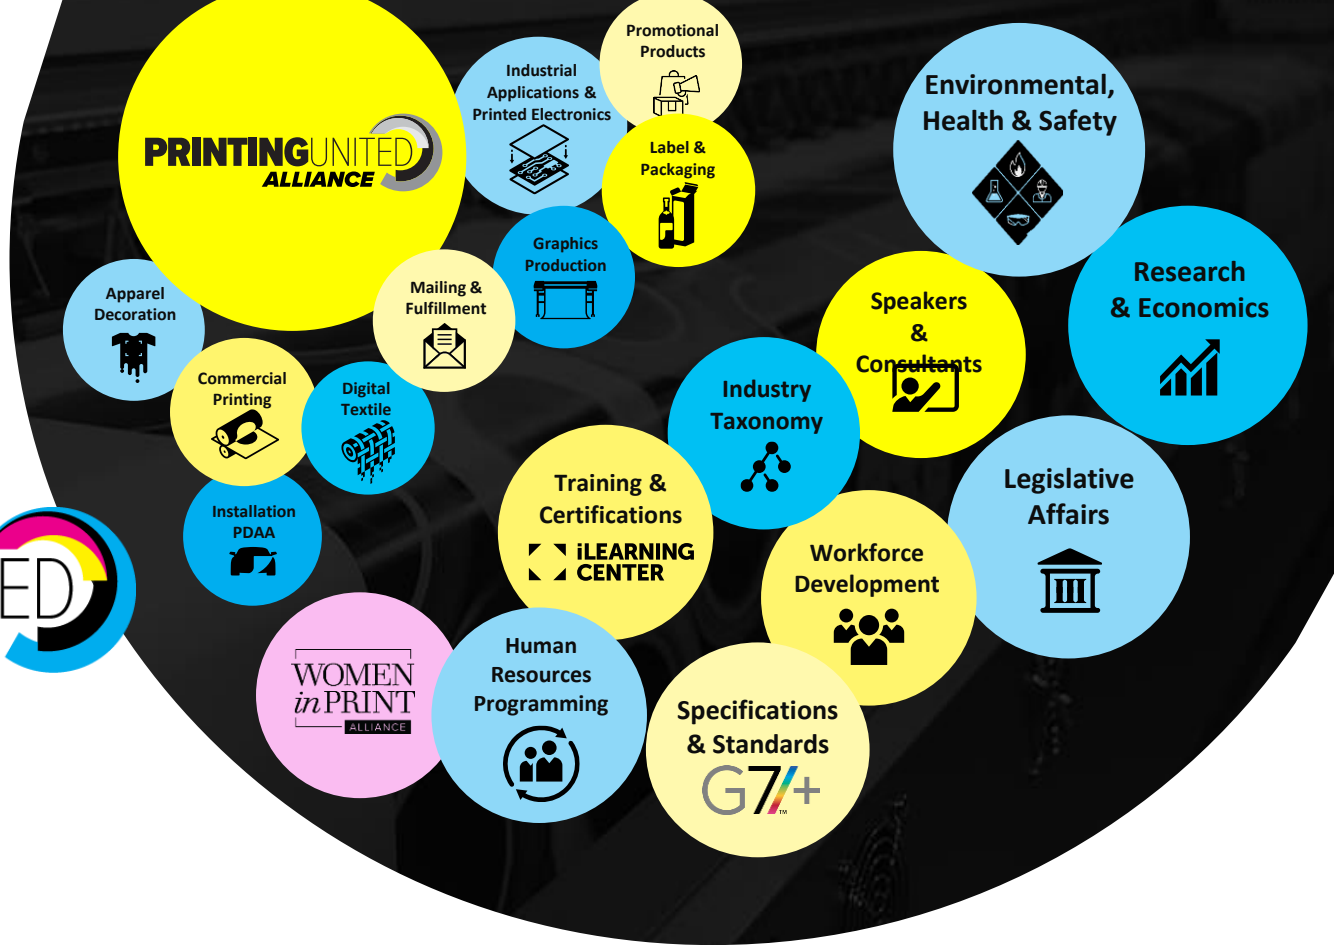 Promotional
Products
Industrial
Applications &
Printed Electronics
Environmental,
Health & Safety
PRINTINGUNITED
ALLIANCE
Label &
Packaging
Graphics
Production
Research
& Economics
Mailing &
Fulfillment
Apparel
Decoration
Speakers
&
Consultants
Commercial
Printing
Digital
Textile
Industry
Taxonomy
Training &
Certifications
iLEARNING
CENTER
Legislative
Affairs
Installation
PDAA
Workforce
Development
ED
WOMEN
in PRINT
ALLIANCE
Human
Resources
Programming
Specifications
& Standards
G7/+
TM